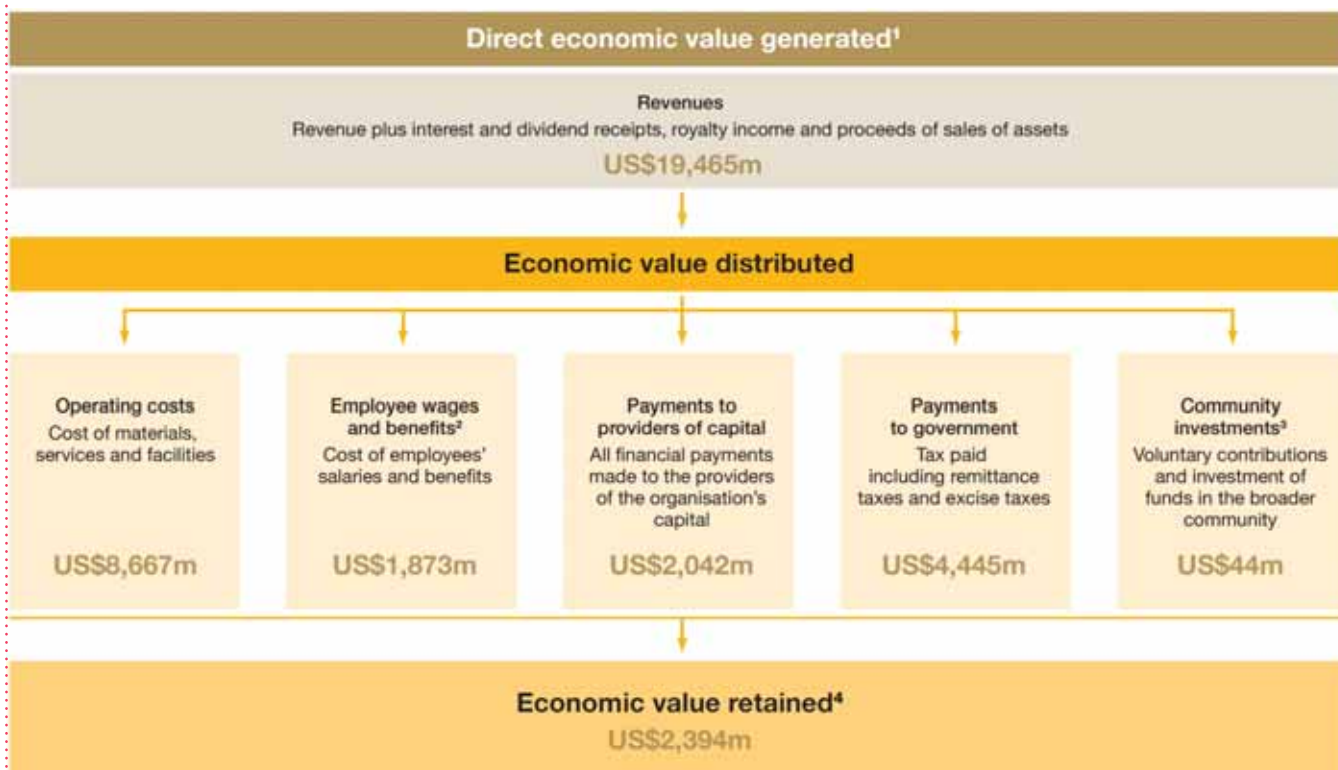 Direct economic value generated¹
Revenues
Revenue plus interest and dividend receipts, royalty income and proceeds of sales of assets
US$19,465m
Economic value distributed
Operating costs
Cost of materials,
services and facilities
US$8,667m
Employee wages
and benefits²
Cost of employees'
salaries and benefits
US$1,873m
Payments to
providers of capital
All financial payments
made to the providers
of the organisation's
capital
US$2,042m
Payments
to government
Tax paid
including remittance
taxes and excise taxes
US$4,445m
Community
investments³
Voluntary contributions
and investment of
funds in the broader
community
US$44m
Economic value retained⁴
US$2,394m